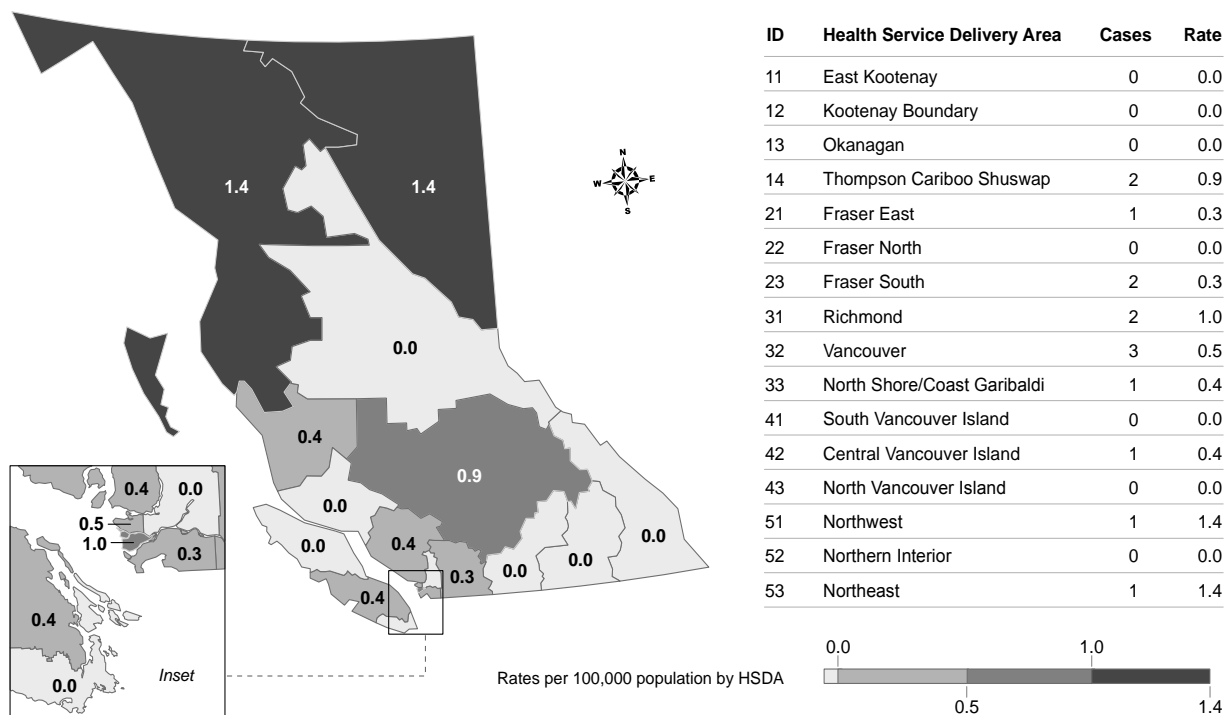 ID Health Service Delivery Area Cases Rate
11 East Kootenay 0 0.0
12 Kootenay Boundary 0 0.0
13 Okanagan 0 0.0
14 Thompson Cariboo Shuswap 2 0.9
21 Fraser East 1 0.3
22 Fraser North 0 0.0
23 Fraser South 2 0.3
31 Richmond 2 1.0
32 Vancouver 3 0.5
33 North Shore/Coast Garibaldi 1 0.4
41 South Vancouver Island 0 0.0
42 Central Vancouver Island 1 0.4
43 North Vancouver Island 0 0.0
51 Northwest 1 1.4
52 Northern Interior 0 0.0
53 Northeast 1 1.4
N
W E
S
1.4
1.4
0.0
0.4
0.9
0.0
0.0
0.4
0.3
0.0
0.0
0.0
0.4
0.4
0.0
0.5
1.0
0.3
0.4
0.0
Inset
Rates per 100,000 population by HSDA
0.0 1.0
0.5 1.4